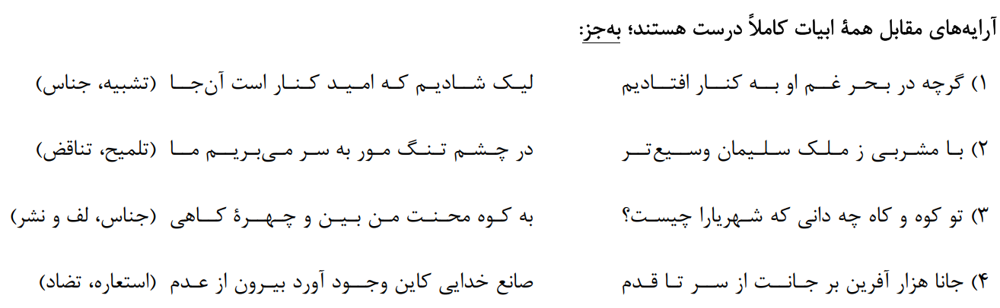 آرایه‌های مقابل همهٔ ابیات کاملاً درست هستند؛ به‌جز:
۱) گرچه در بحر غم او به کنار افتادیم لیک شادیم که امید کنار است آن‌جا (تشبیه، جناس)
۲) با مشربی ز ملک سلیمان وسیع‌تر در چشم تنگ مور به سر می‌بریم ما (تلمیح، تناقض)
۳) تو کوه و کاه چه دانی که شهریارا چیست؟ به کوه محنت من بین و چهرهٔ کاهی (جناس، لف و نشر)
۴) جانا هزار آفرین بر جانت از سر تا قدم صانع خدایی کاین وجود آورد بیرون از عدم (استعاره، تضاد)